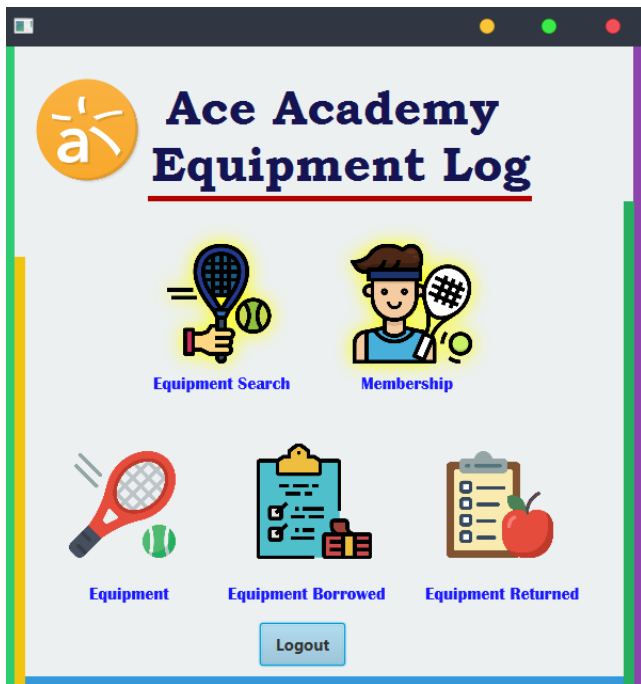 a
Ace Academy
Equipment Log
Equipment Search
Membership
Equipment
Equipment Borrowed
Equipment Returned
Logout